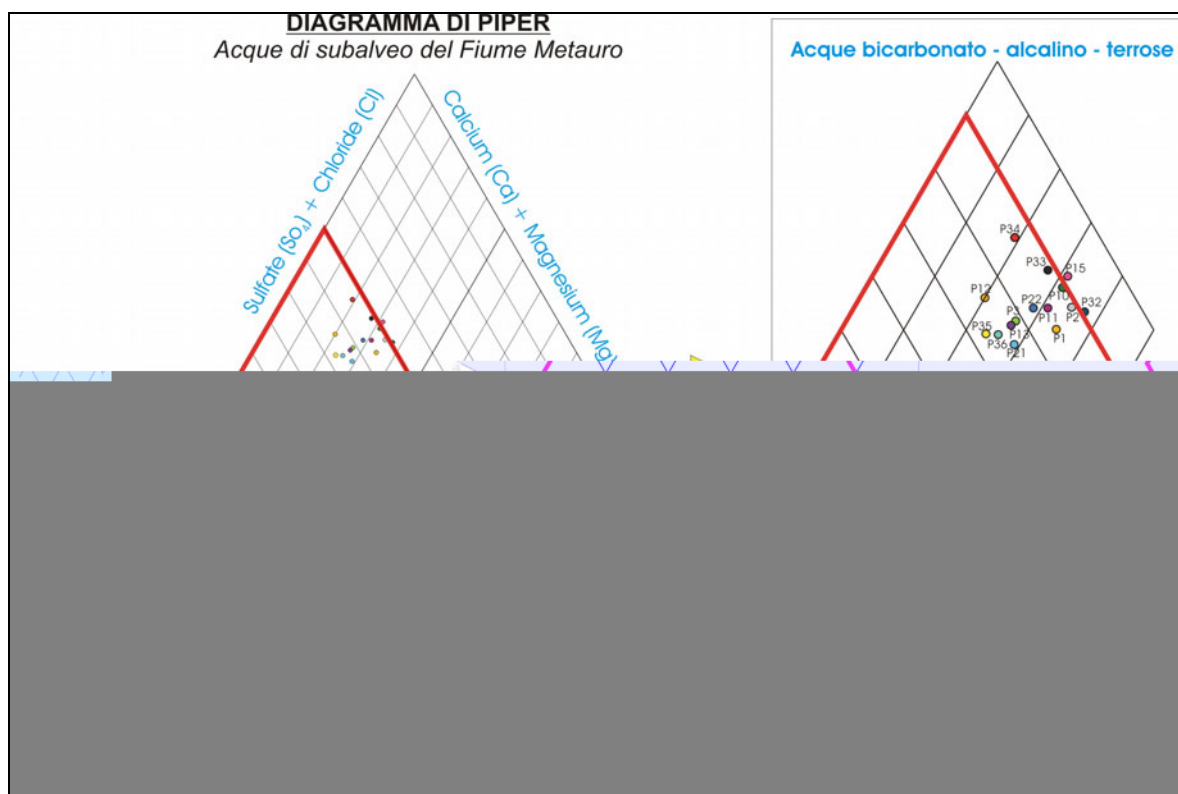 DIAGRAMMA DI PIPER
Acque di subalveo del Fiume Metauro
Sulfate (So4) + Chloride (Cl)
Calcium (Ca) + Magnesium (Mg)
Acque bicarbonato - alcalino - terrose
P34
P33
P15
P12
P10
P32
P22
P3
P11
P2
P35
P36
P13
P1
P21